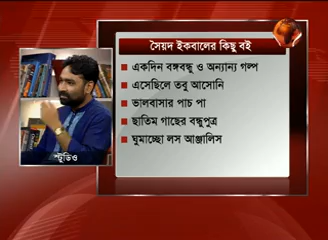 সৈয়দ ইকবালের কিছু বই
একদিন বঙ্গবন্ধু ও অন্যান্য গল্প
এসেছিলে তবু আসোনি
ভালবাসার পাচ পা
ছাতিম গাছের বন্ধুপুত্র
ঘুমাচ্ছো লস আঞ্জালিস
স্টুডিও